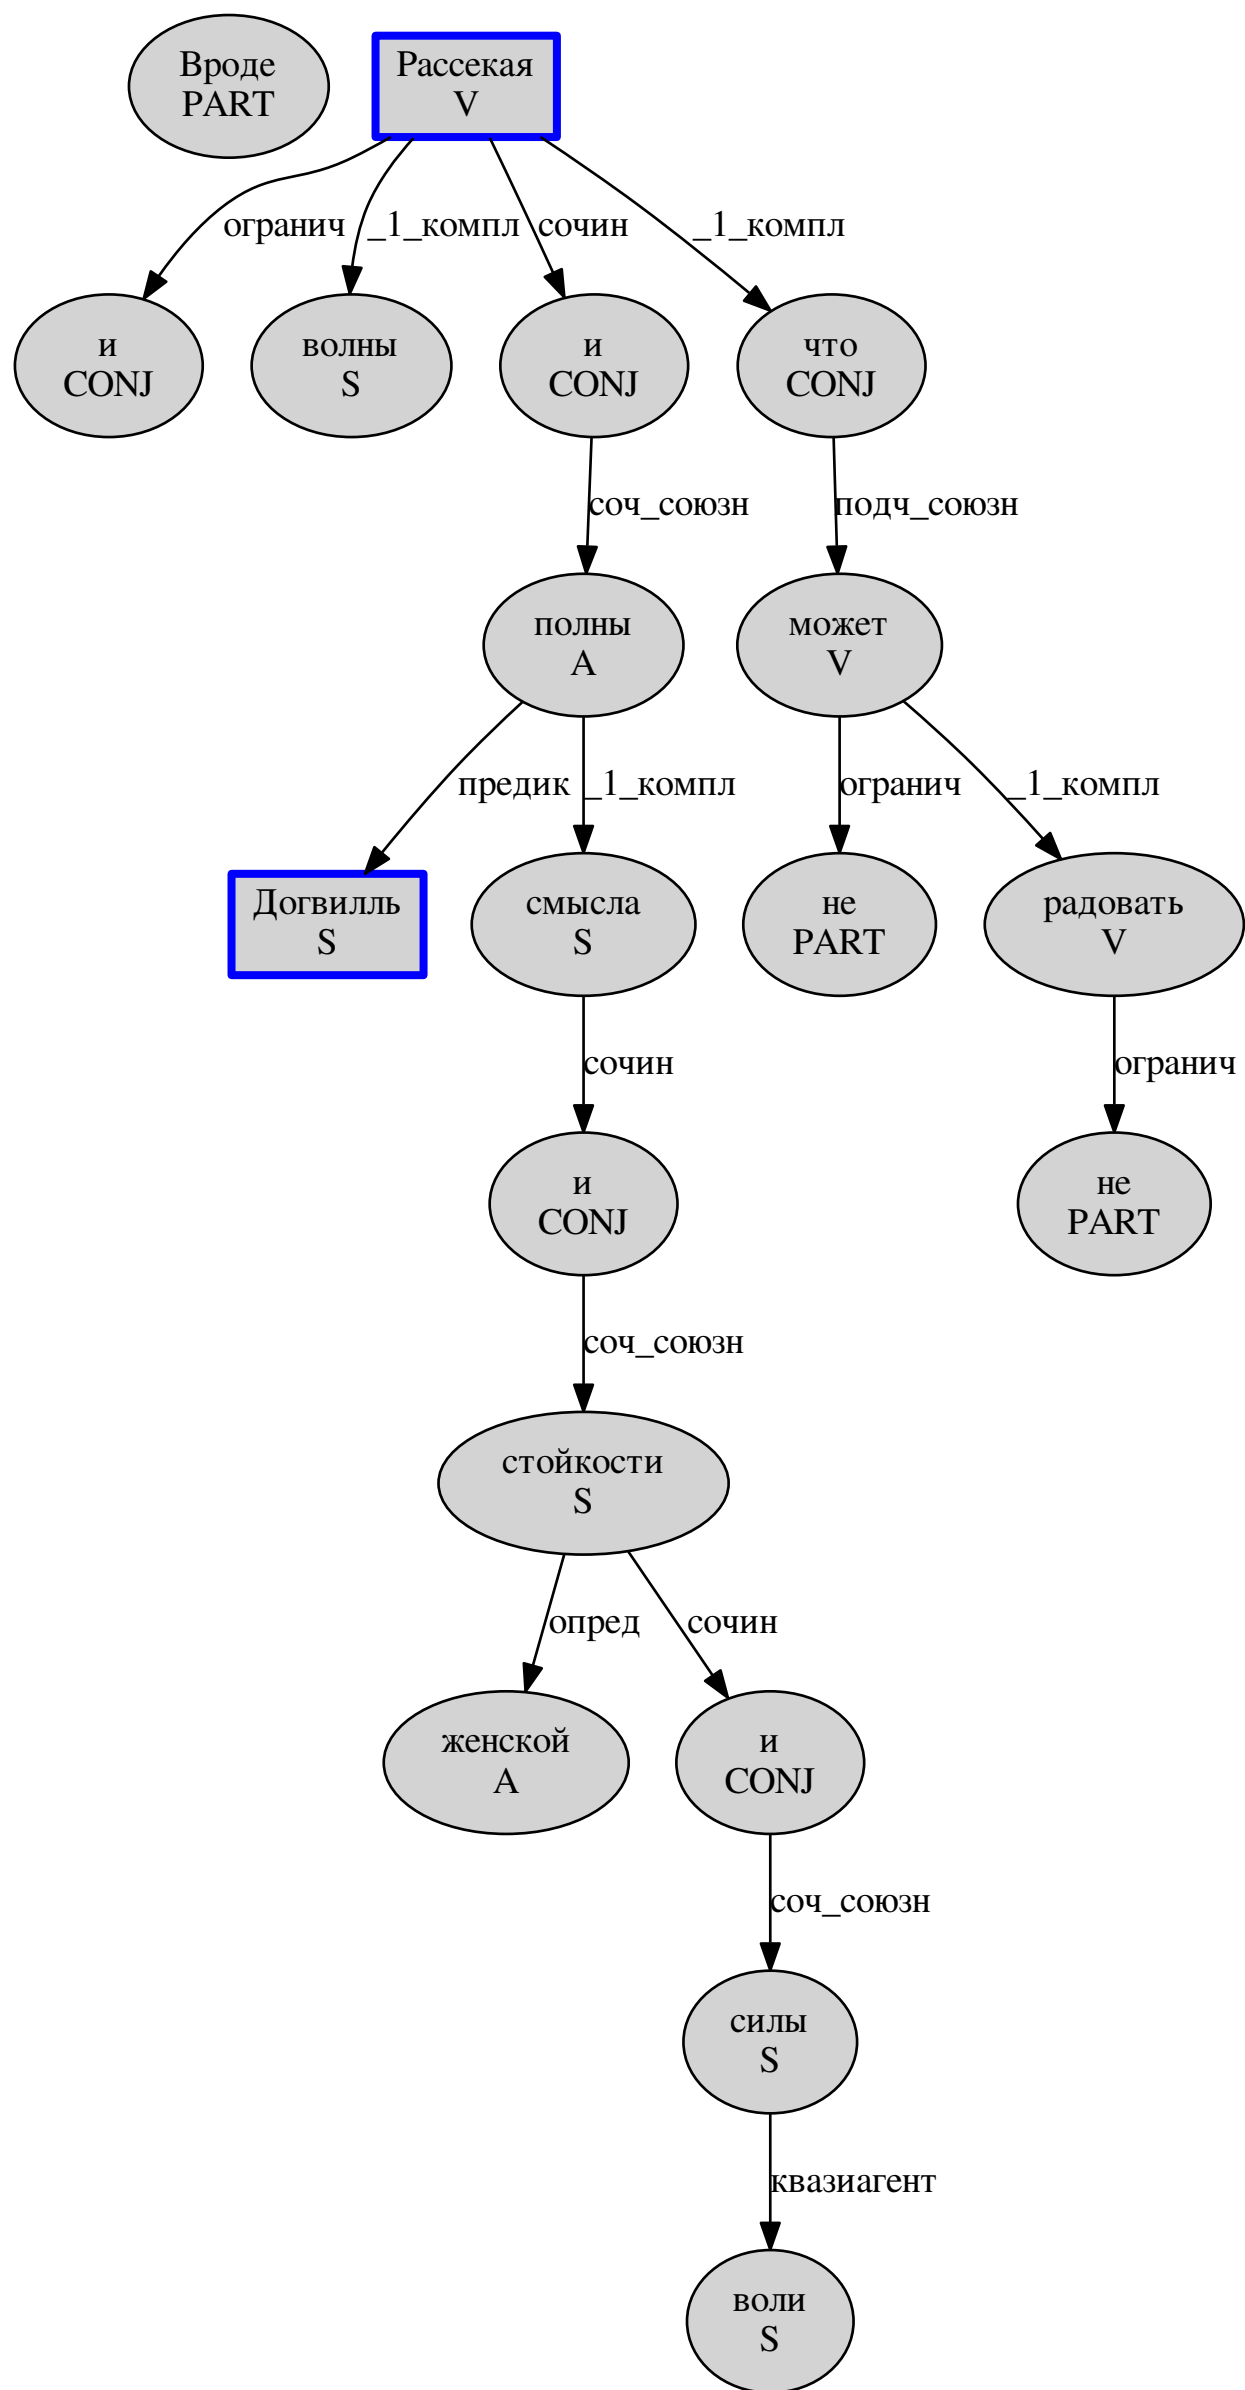 Вроде
PART
Рассекая
V
огранич
_1_компл
сочин
_1_компл
и
CONJ
волны
S
и
CONJ
что
CONJ
соч_союзн
подч_союзн
полны
A
может
V
предик
_1_компл
огранич
_1_компл
Догвилль
S
смысла
S
не
PART
радовать
V
сочин
огранич
и
CONJ
не
PART
соч_союзн
стойкости
S
опред
сочин
женской
A
и
CONJ
соч_союзн
силы
S
квазиагент
воли
S